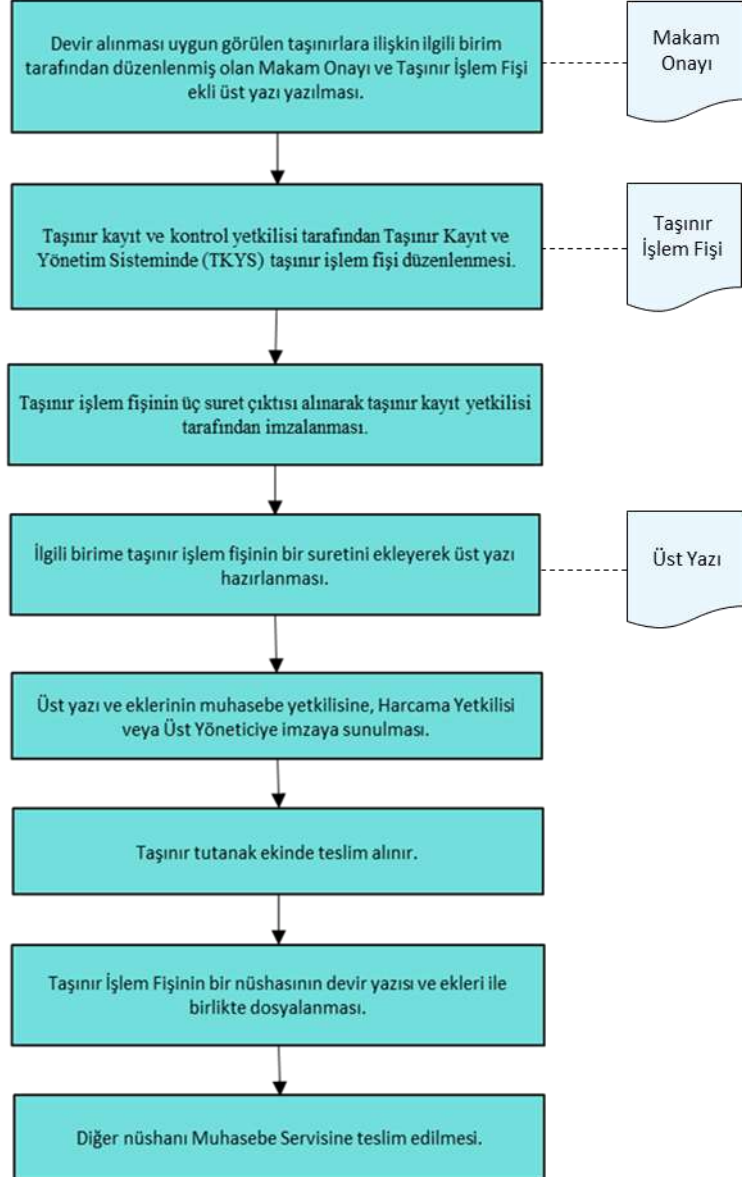 Devir alınması uygun görülen taşınırlara ilişkin ilgili birim
tarafından düzenlenmiş olan Makam Onayı ve Taşınır İşlem Fişi
ekli üst yazı yazılması.
Makam
Onayı
Taşınır kayıt ve kontrol yetkilisi tarafından Taşınır Kayıt ve
Yönetim Sisteminde (TKYS) taşınır işlem fişi düzenlenmesi.
Taşınır
İşlem Fişi
Taşınır işlem fişinin üç suret çıktısı alınarak taşınır kayıt yetkilisi
tarafından imzalanması.
İlgili birime taşınır işlem fişinin bir suretini ekleyerek üst yazı
hazırlanması.
Üst Yazı
Üst yazı ve eklerinin muhasebe yetkilisine, Harcama Yetkilisi
veya Üst Yöneticiye imzaya sunulması.
Taşınır tutanak ekinde teslim alınır.
Taşınır İşlem Fişinin bir nüshasının devir yazısı ve ekleri ile
birlikte dosyalanması.
Diğer nüshanı Muhasebe Servisine teslim edilmesi.